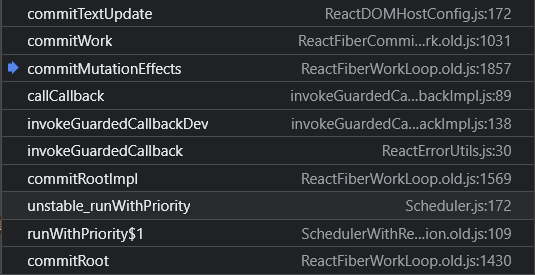 commitTextUpdate ReactDOMHostConfig.js:172
commitWork ReactFiberCommi…rk.old.js:1031
commitMutationEffects ReactFiberWorkLoop.old.js:1857
callCallback invokeGuardedCa…backImpl.js:89
invokeGuardedCallbackDev invokeGuardedCa…ackImpl.js:138
invokeGuardedCallback ReactErrorUtils.js:30
commitRootImpl ReactFiberWorkLoop.old.js:1569
unstable_runWithPriority Scheduler.js:172
runWithPriority$1 SchedulerWithRe…ion.old.js:109
commitRoot ReactFiberWorkLoop.old.js:1430